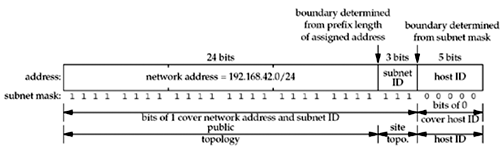 boundary determined
from prefix length
of assigned address
boundary determined
from subnet mask
24 bits
3 bits
5 bits
address:
network address = 192.168.42.0/24
subnet
ID
host ID
subnet mask:
1 1 1 1 1 1 1 1 1 1 1 1 1 1 1 1 1 1 1 1 1 1 1 1 1 1 1 0 0 0 0 0
bits of 1 cover network address and subnet ID
bits of 0
cover host ID
public
topology
site
topo.
host ID